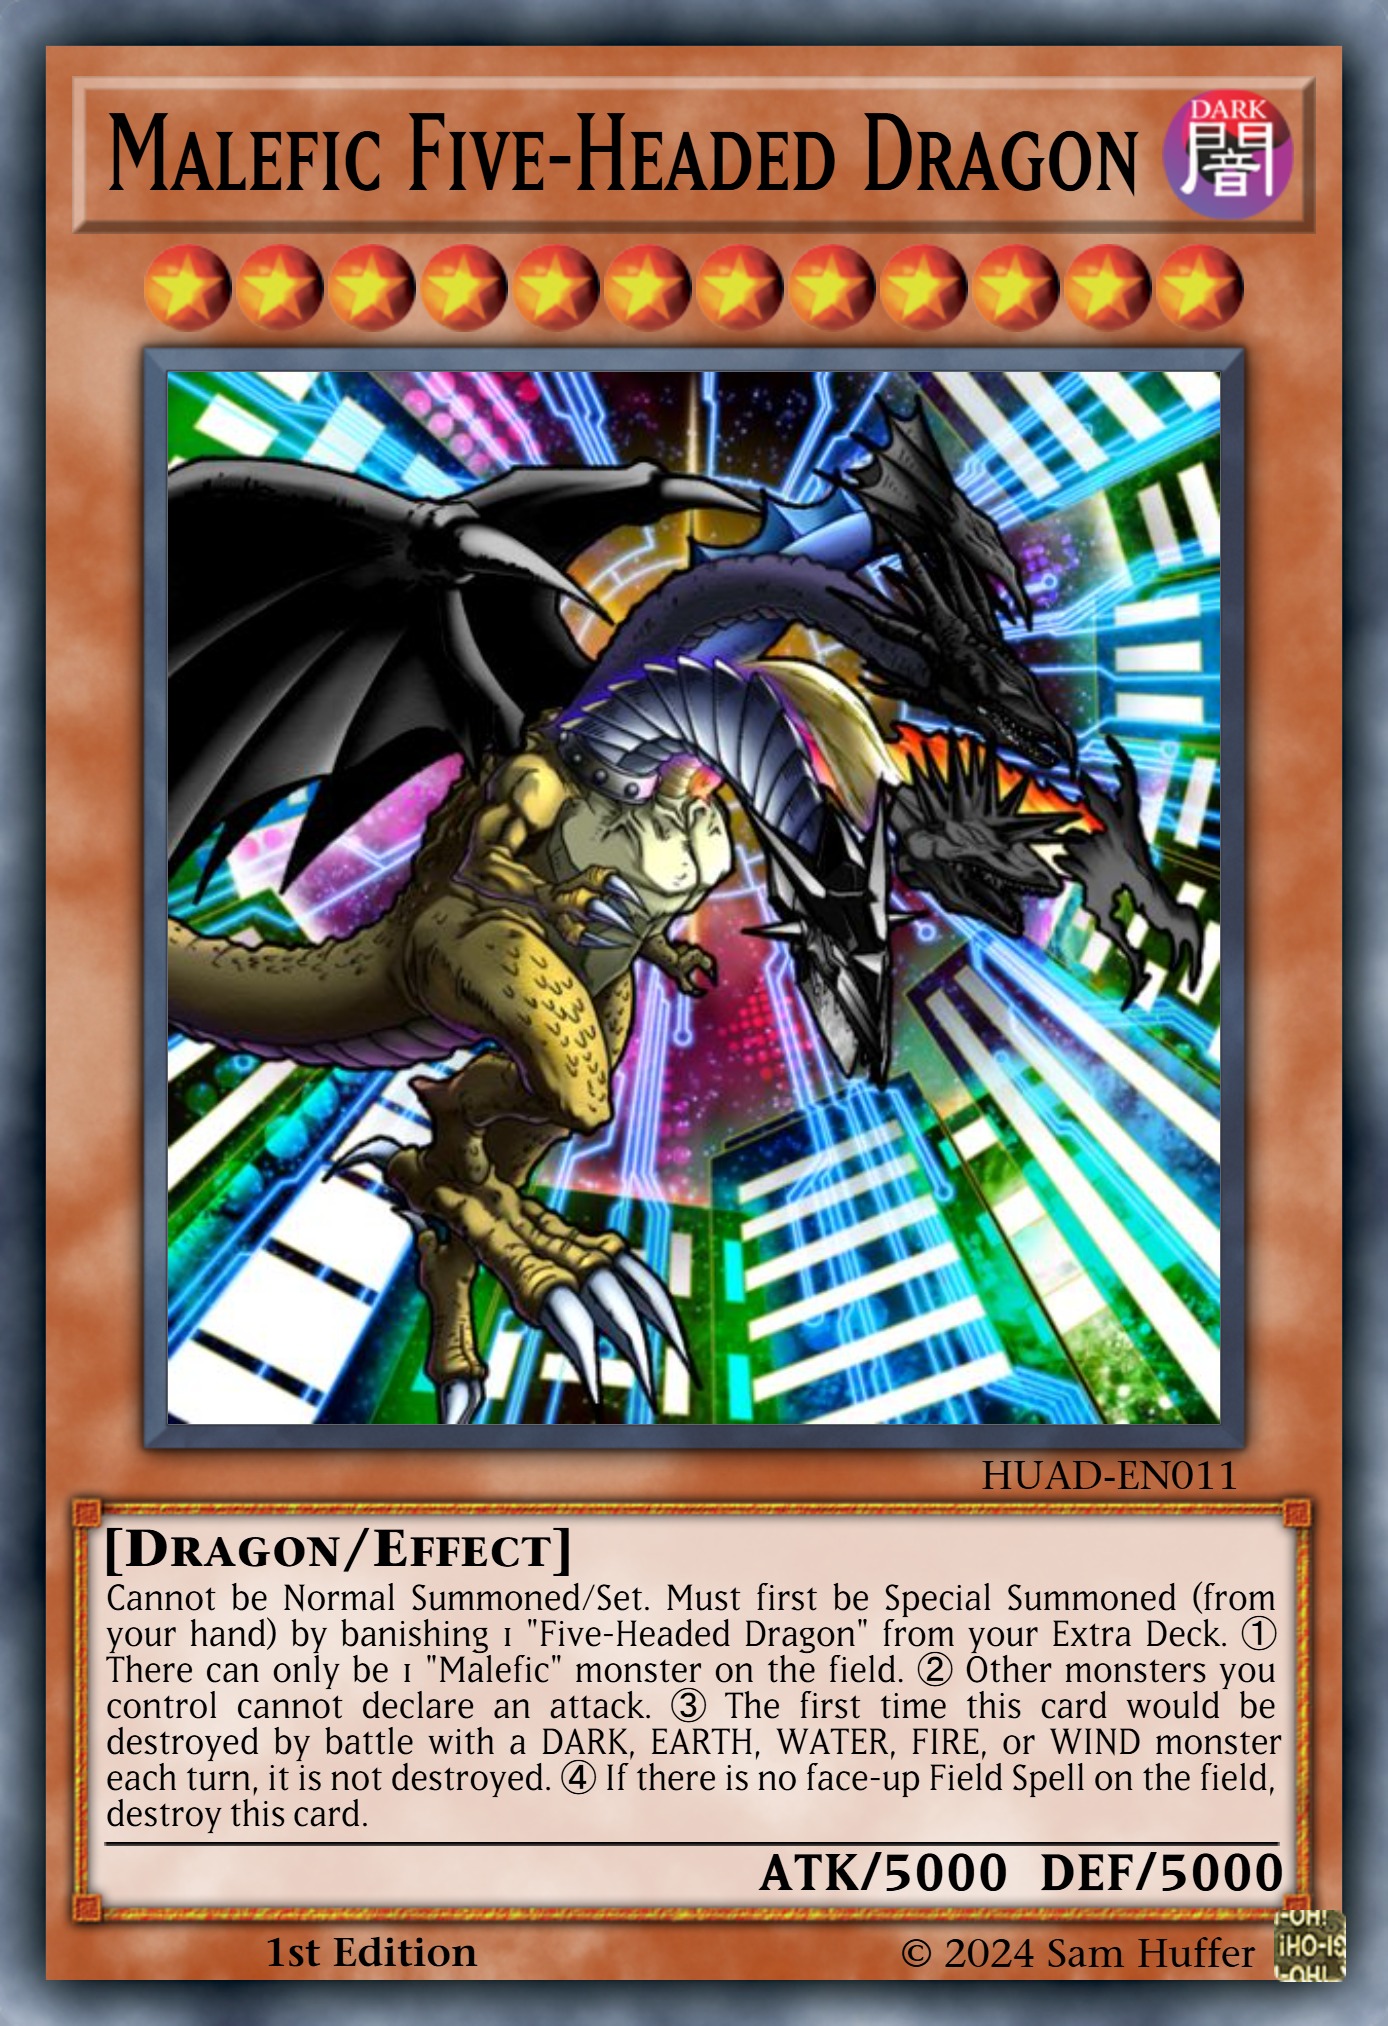 Malefic Five-Headed Dragon
DARK
闇
HUAD-EN011
[Dragon/Effect]
Cannot be Normal Summoned/Set. Must first be Special Summoned (from
your hand) by banishing 1 "Five-Headed Dragon" from your Extra Deck. ①
There can only be 1 "Malefic" monster on the field. ② Other monsters you
control cannot declare an attack. ③ The first time this card would be
destroyed by battle with a DARK, EARTH, WATER, FIRE, or WIND monster
each turn, it is not destroyed. ④ If there is no face-up Field Spell on the field,
destroy this card.
ATK/5000 DEF/5000
1st Edition
© 2024 Sam Huffer